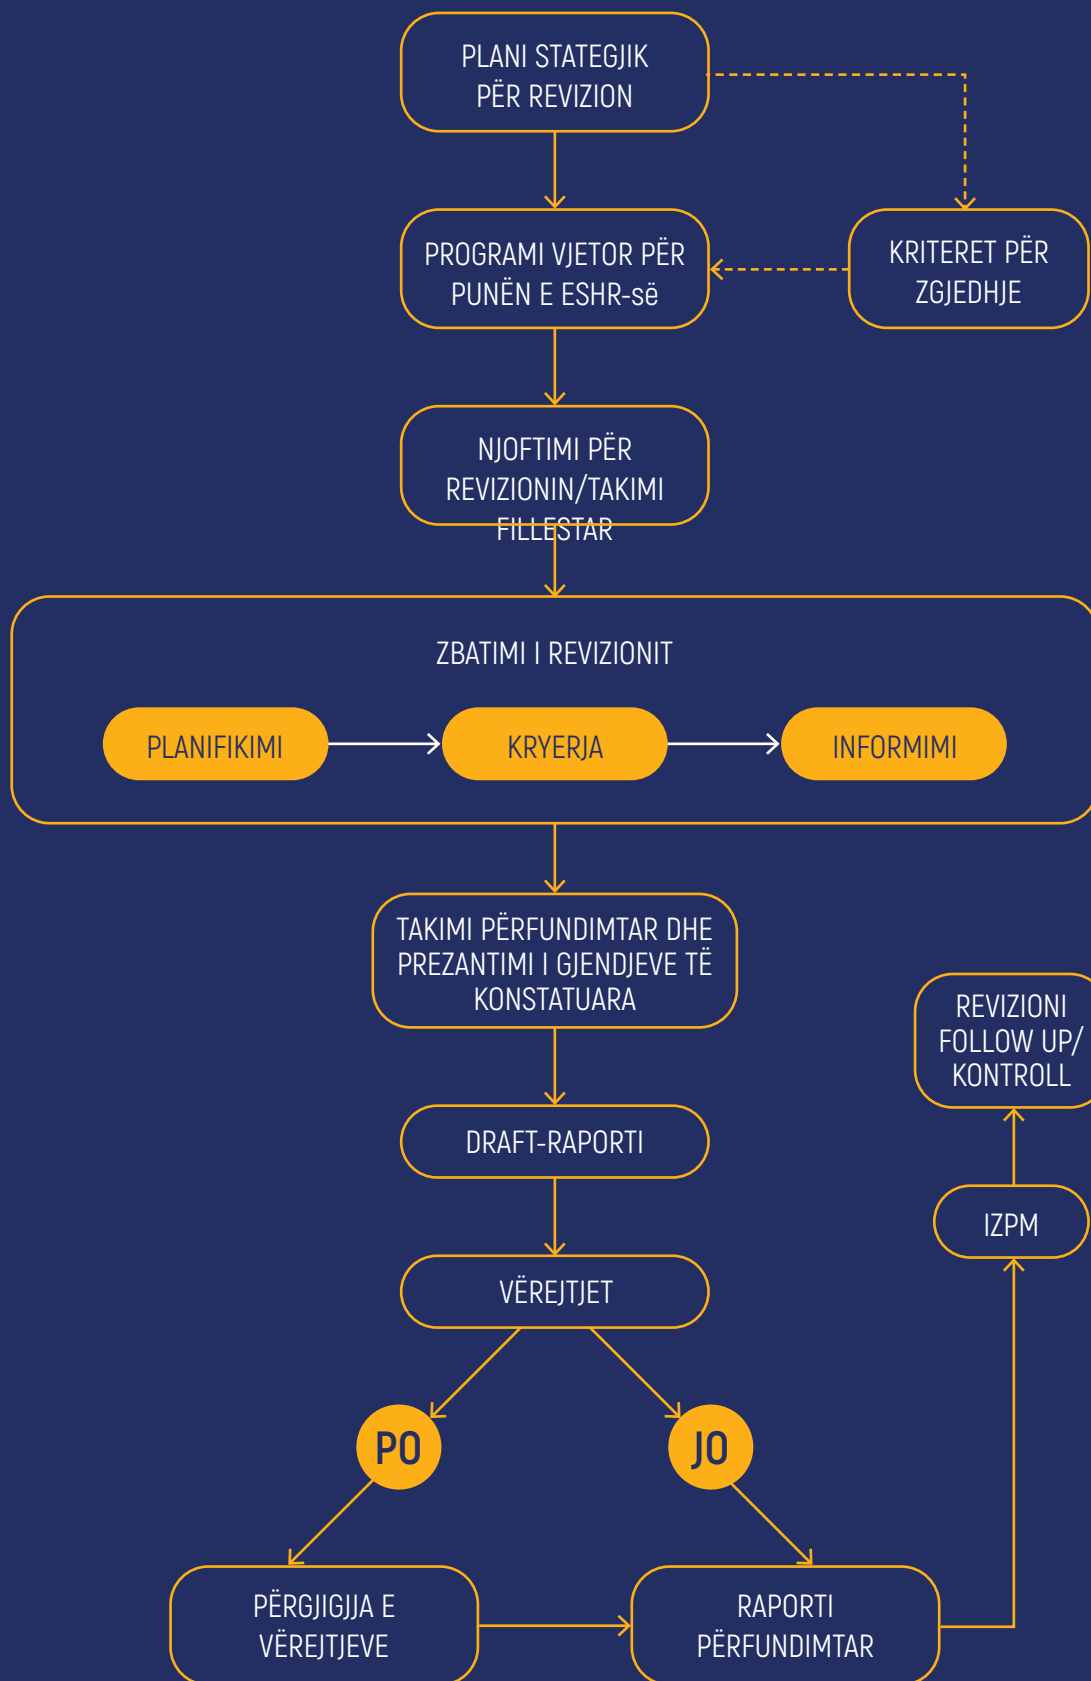 PLANI STATEGJIK
PËR REVIZION
PROGRAMI VJETOR PËR
PUNËN E ESHR-së
KRITERET PËR
ZGJEDHJE
NJOFTIMI PËR
REVIZIONIN/TAKIMI
FILLESTAR
ZBATIMI I REVIZIONIT
PLANIFIKIMI
KRYERJA
INFORMIMI
TAKIMI PËRFUNDIMTAR DHE
PREZANTIMI I GJENDJEVE TË
KONSTATUARA
REVIZIONI
FOLLOW UP/
KONTROLL
DRAFT-RAPORTI
IZPM
VËREJTJET
PO
JO
PËRGJIGJJA E
VËREJTJEVE
RAPORTI
PËRFUNDIMTAR